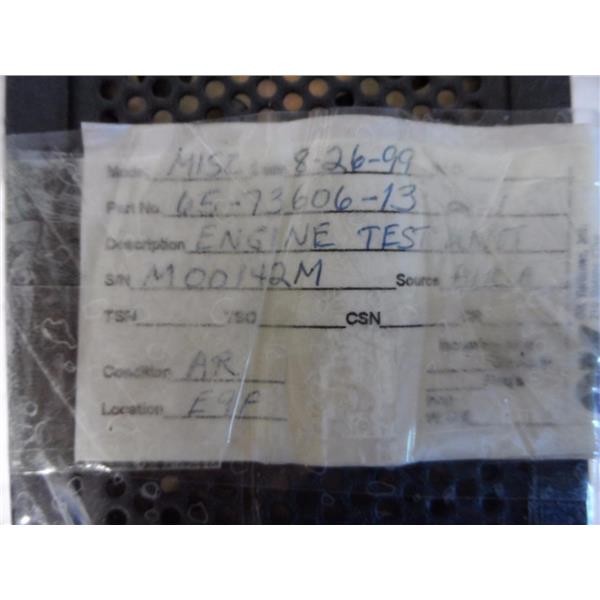 Model MISC Date 8-26-99
Part No. 65-73606-13
Description ENGINE TEST UNIT
S/N M00142M Source
TSN TSO CSN
Condition AR
Location E9F